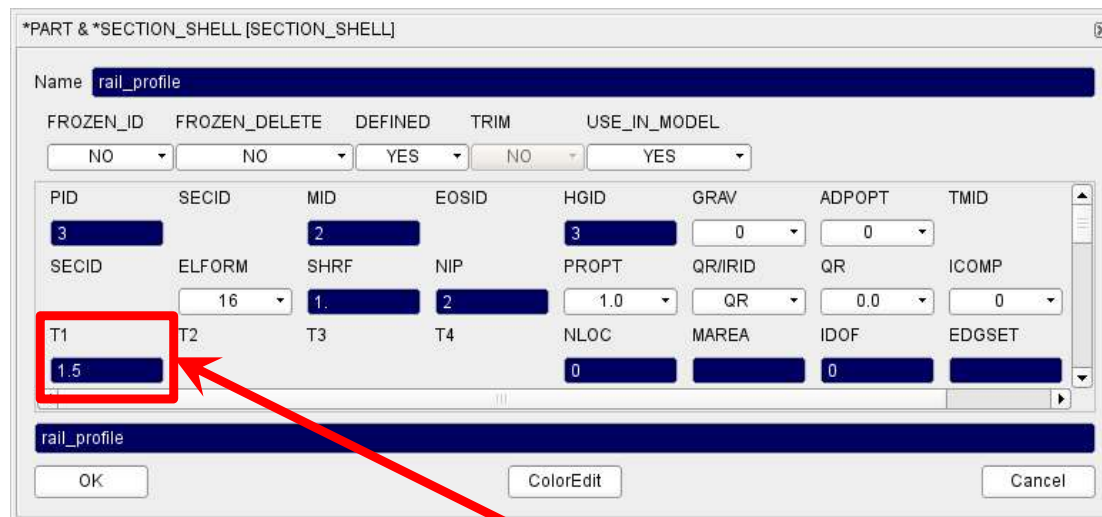 *PART & *SECTION_SHELL [SECTION_SHELL]
Name rail_profile
FROZEN_ID FROZEN_DELETE DEFINED TRIM USE_IN_MODEL
NO NO YES NO YES
PID SECID MID EOSID HGID GRAV ADPOPT TMID
3 2 3 0 0
SECID ELFORM SHRF NIP PROPT QR/IRID QR ICOMP
16 1. 2 1.0 QR 0.0 0
T1 T2 T3 T4 NLOC MAREA IDOF EDGSET
1.5 0 0
rail_profile
OK ColorEdit Cancel